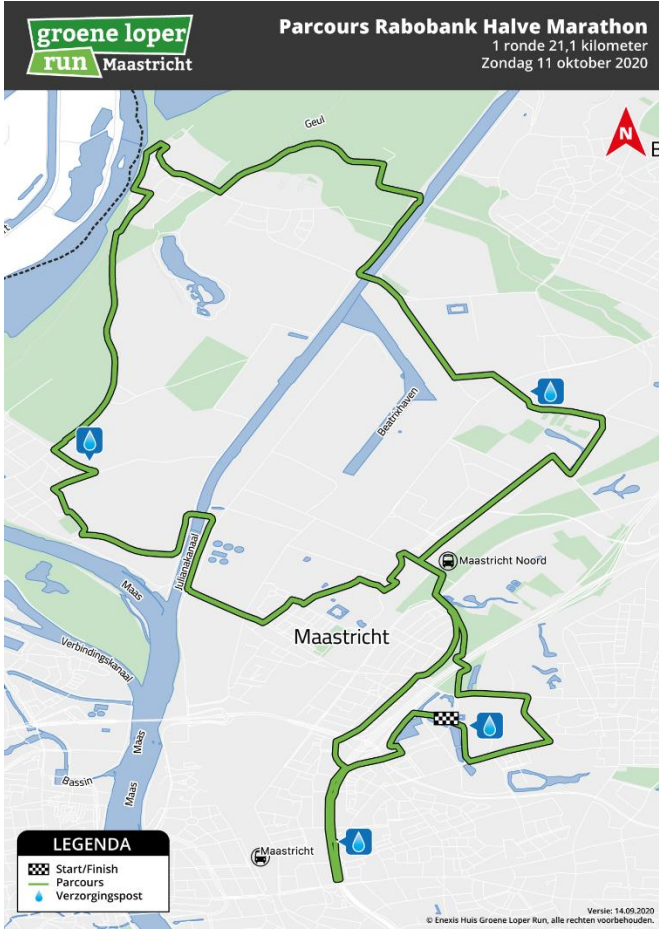 groene loper
run Maastricht
Parcours Rabobank Halve Marathon
1 ronde 21,1 kilometer
Zondag 11 oktober 2020
Geul
N
E
Beatrixhaven
Julianakanaal
Maastricht Noord
Maas
Maastricht
Verbindingskanaal
Maas
Bassin
Maas
Maastricht
LEGENDA
Start/Finish
Parcours
Verzorgingspost
Versie: 14.09.2020
© Enexis Huis Groene Loper Run, alle rechten voorbehouden.